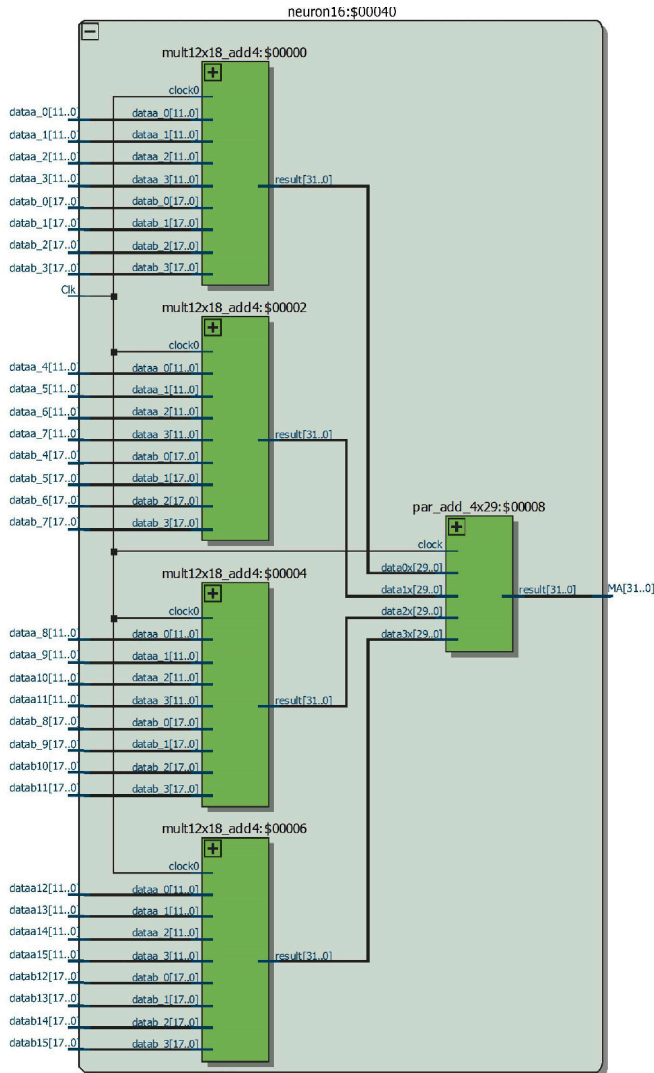 neuron16:$00040
mult12x18_add4:$00000
clock0
dataa_0[11..0] dataa_0[11..0]
dataa_1[11..0] dataa_1[11..0]
dataa_2[11..0] dataa_2[11..0]
dataa_3[11..0] dataa_3[11..0] result[31..0]
datab_0[17..0] datab_0[17..0]
datab_1[17..0] datab_1[17..0]
datab_2[17..0] datab_2[17..0]
datab_3[17..0] datab_3[17..0]
Clk
mult12x18_add4:$00002
clock0
dataa_4[11..0] dataa_0[11..0]
dataa_5[11..0] dataa_1[11..0]
dataa_6[11..0] dataa_2[11..0]
dataa_7[11..0] dataa_3[11..0] result[31..0]
datab_4[17..0] datab_0[17..0]
datab_5[17..0] datab_1[17..0]
datab_6[17..0] datab_2[17..0]
datab_7[17..0] datab_3[17..0]
par_add_4x29:$00008
clock
data0x[29..0]
data1x[29..0] result[31..0] MA[31..0]
data2x[29..0]
data3x[29..0]
mult12x18_add4:$00004
clock0
dataa_8[11..0] dataa_0[11..0]
dataa_9[11..0] dataa_1[11..0]
dataa10[11..0] dataa_2[11..0]
dataa11[11..0] dataa_3[11..0] result[31..0]
datab_8[17..0] datab_0[17..0]
datab_9[17..0] datab_1[17..0]
datab10[17..0] datab_2[17..0]
datab11[17..0] datab_3[17..0]
mult12x18_add4:$00006
clock0
dataa12[11..0] dataa_0[11..0]
dataa13[11..0] dataa_1[11..0]
dataa14[11..0] dataa_2[11..0]
dataa15[11..0] dataa_3[11..0] result[31..0]
datab12[17..0] datab_0[17..0]
datab13[17..0] datab_1[17..0]
datab14[17..0] datab_2[17..0]
datab15[17..0] datab_3[17..0]